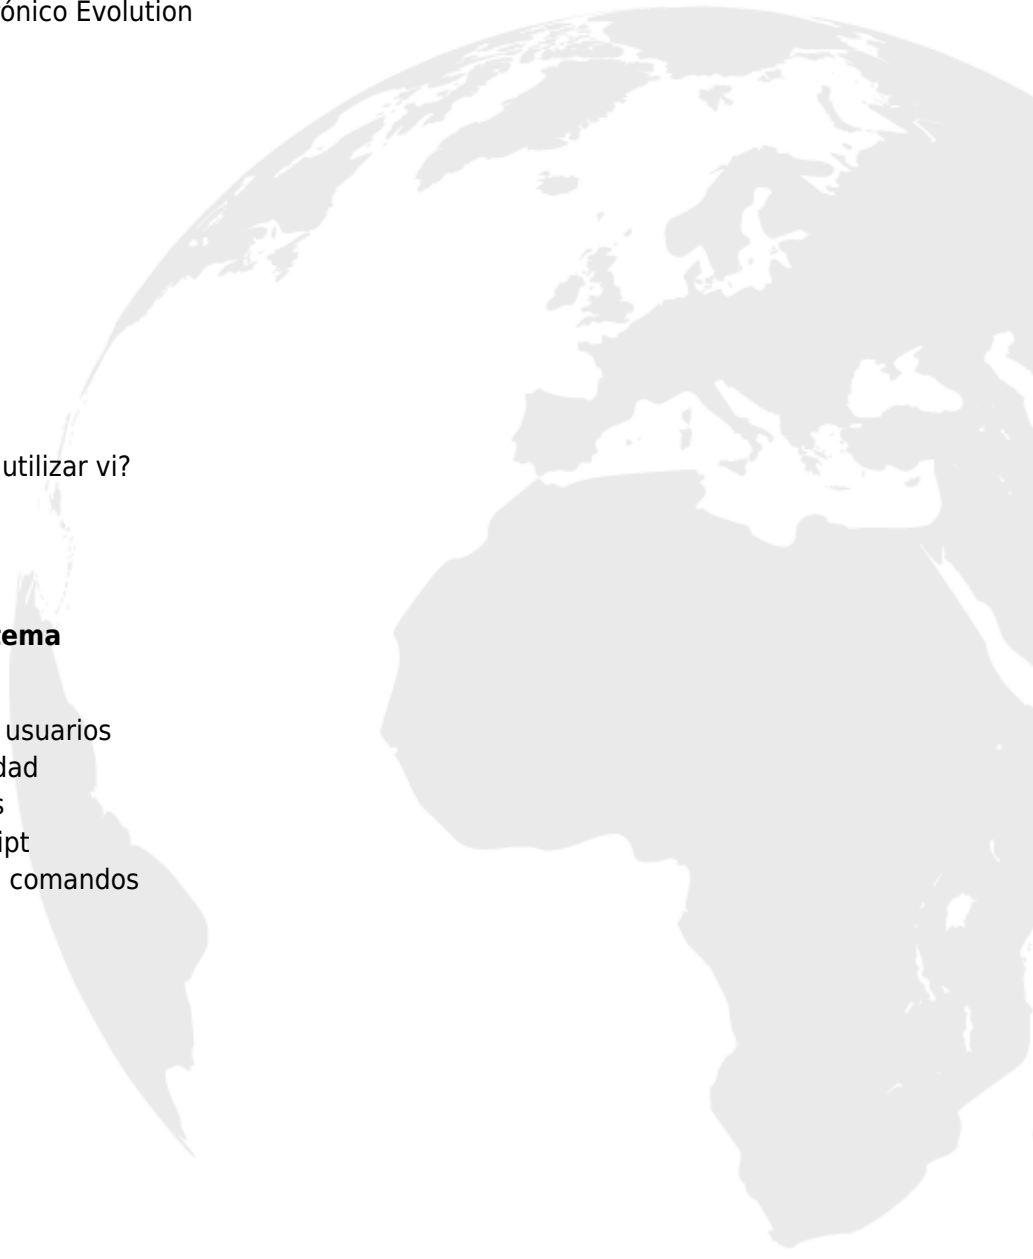 ónico Evolution
utilizar vi?
ema
usuarios
dad
s
ipt
comandos